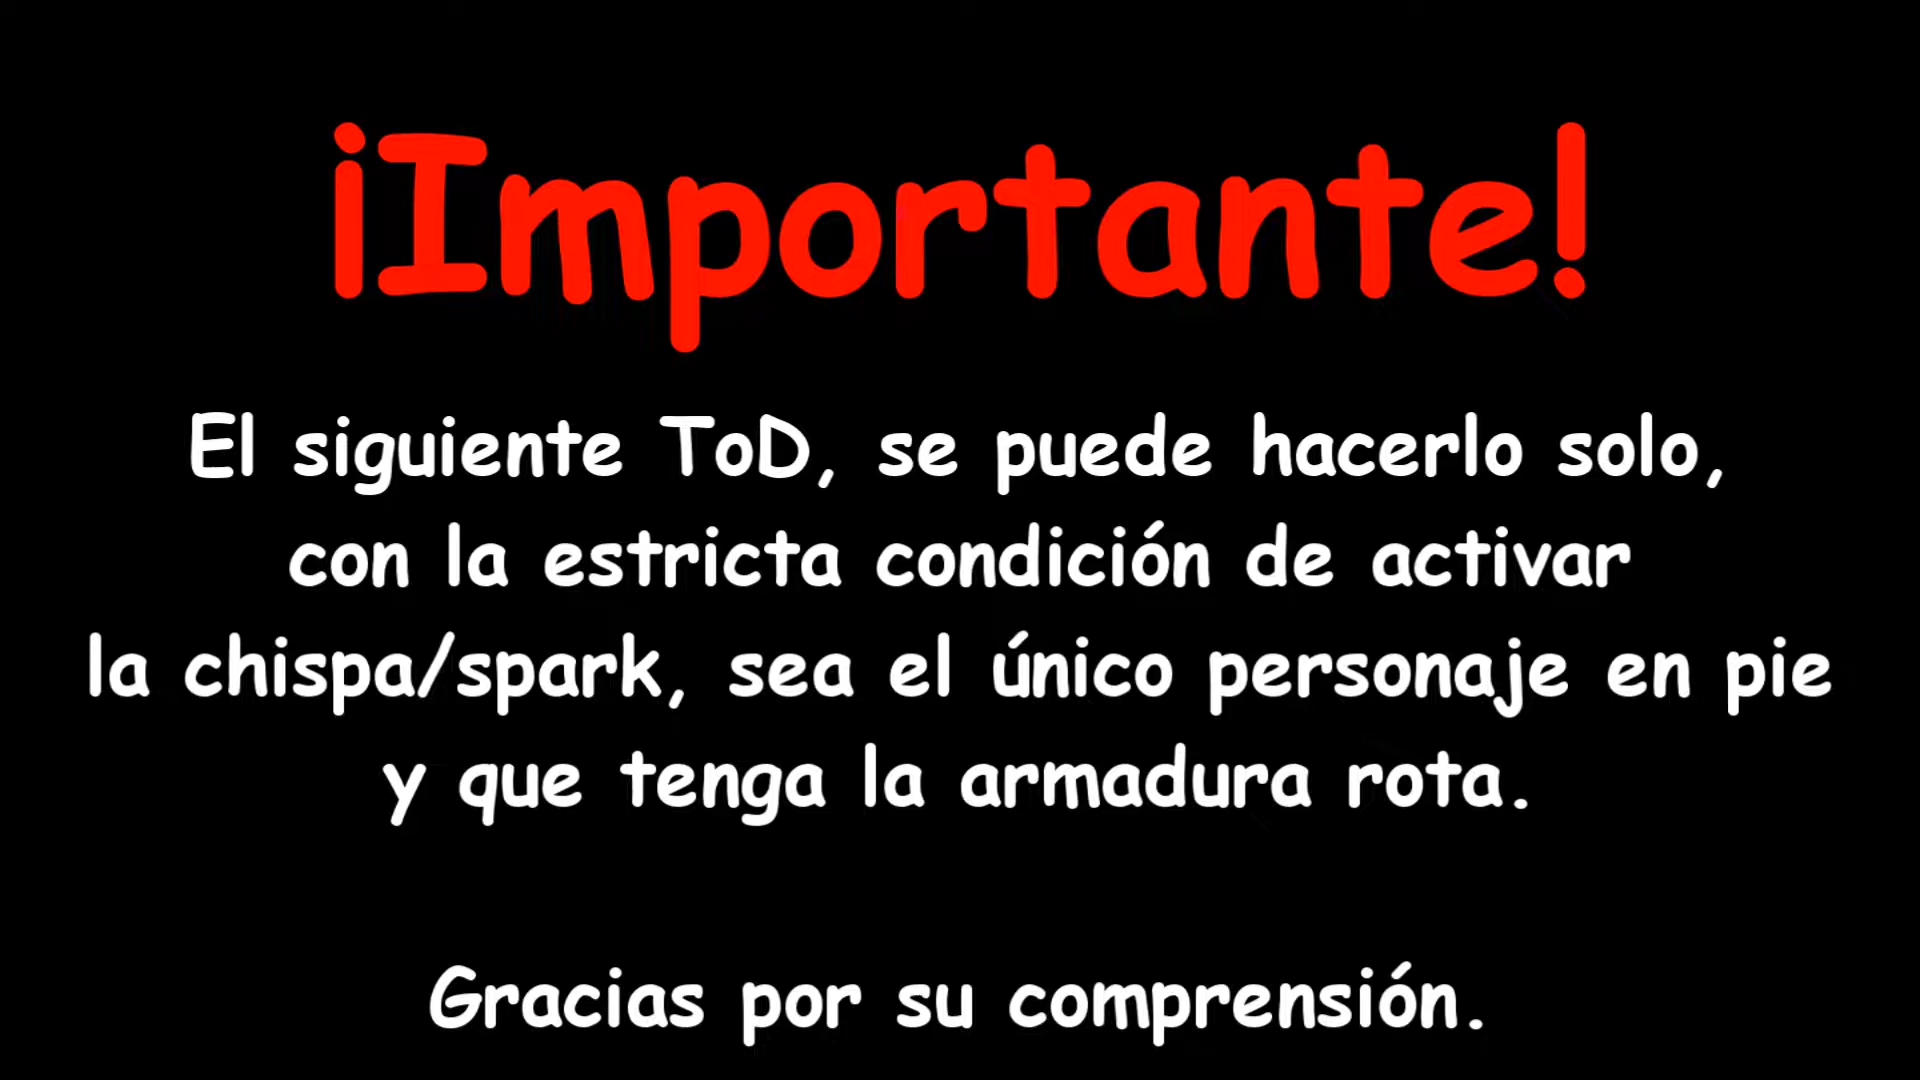 ¡Importante!
El siguiente ToD, se puede hacerlo solo,
con la estricta condición de activar
la chispa/spark, sea el único personaje en pie
y que tenga la armadura rota.
Gracias por su comprensión.